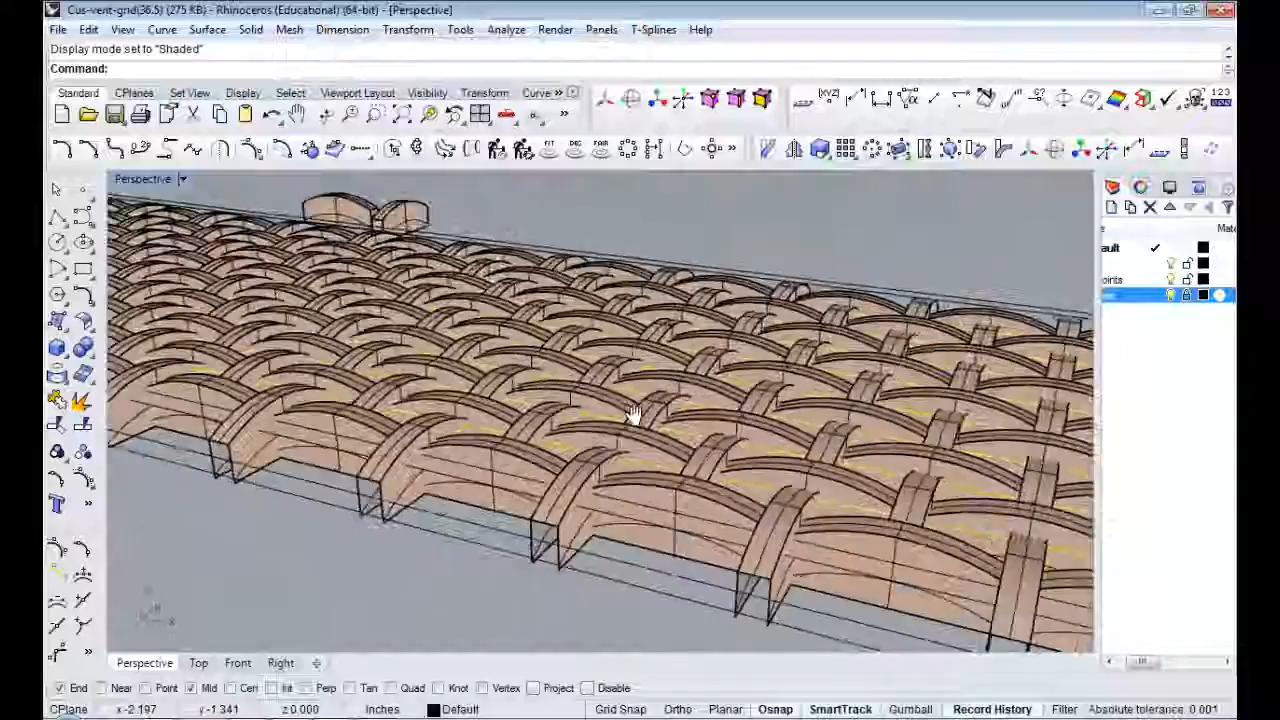 Cus-vent-grid(36.5) (275 KB) - Rhinoceros (Educational) (64-bit) - [Perspective]
File Edit View Curve Surface Solid Mesh Dimension Transform Tools Analyze Render Panels T-Splines Help
Display mode set to "Shaded"
Command:
Standard CPlanes Set View Display Select Viewport Layout Visibility Transform Curve
Perspective
Mate
ault
oints
Perspective Top Front Right
End Near Point Mid Cen Int Perp Tan Quad Knot Vertex Project Disable
CPlane x -2.197 y -1.341 z 0.000 Inches Default Grid Snap Ortho Planar Osnap SmartTrack Gumball Record History Filter Absolute tolerance: 0.001